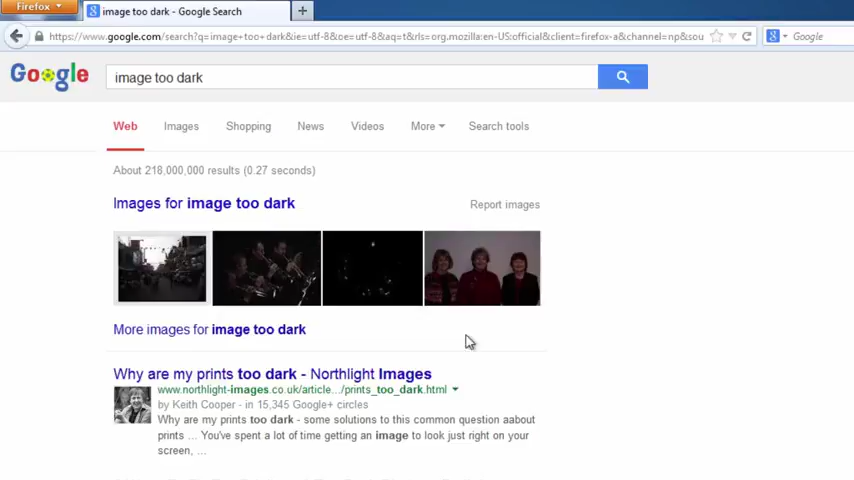 Firefox
image too dark - Google Search
https://www.google.com/search?q=image+too+dark&ie=utf-8&oe=utf-8&aq=t&rls=org.mozilla:en-US:official&client=firefox-a&channel=np&sou
Google
Google
image too dark
Web Images Shopping News Videos More Search tools
About 218,000,000 results (0.27 seconds)
Images for image too dark
Report images
More images for image too dark
Why are my prints too dark - Northlight Images
www.northlight-images.co.uk/article.../prints_too_dark.html
by Keith Cooper - in 15,345 Google+ circles
Why are my prints too dark - some solutions to this common question aabout
prints ... You've spent a lot of time getting an image to look just right on your
screen, ...